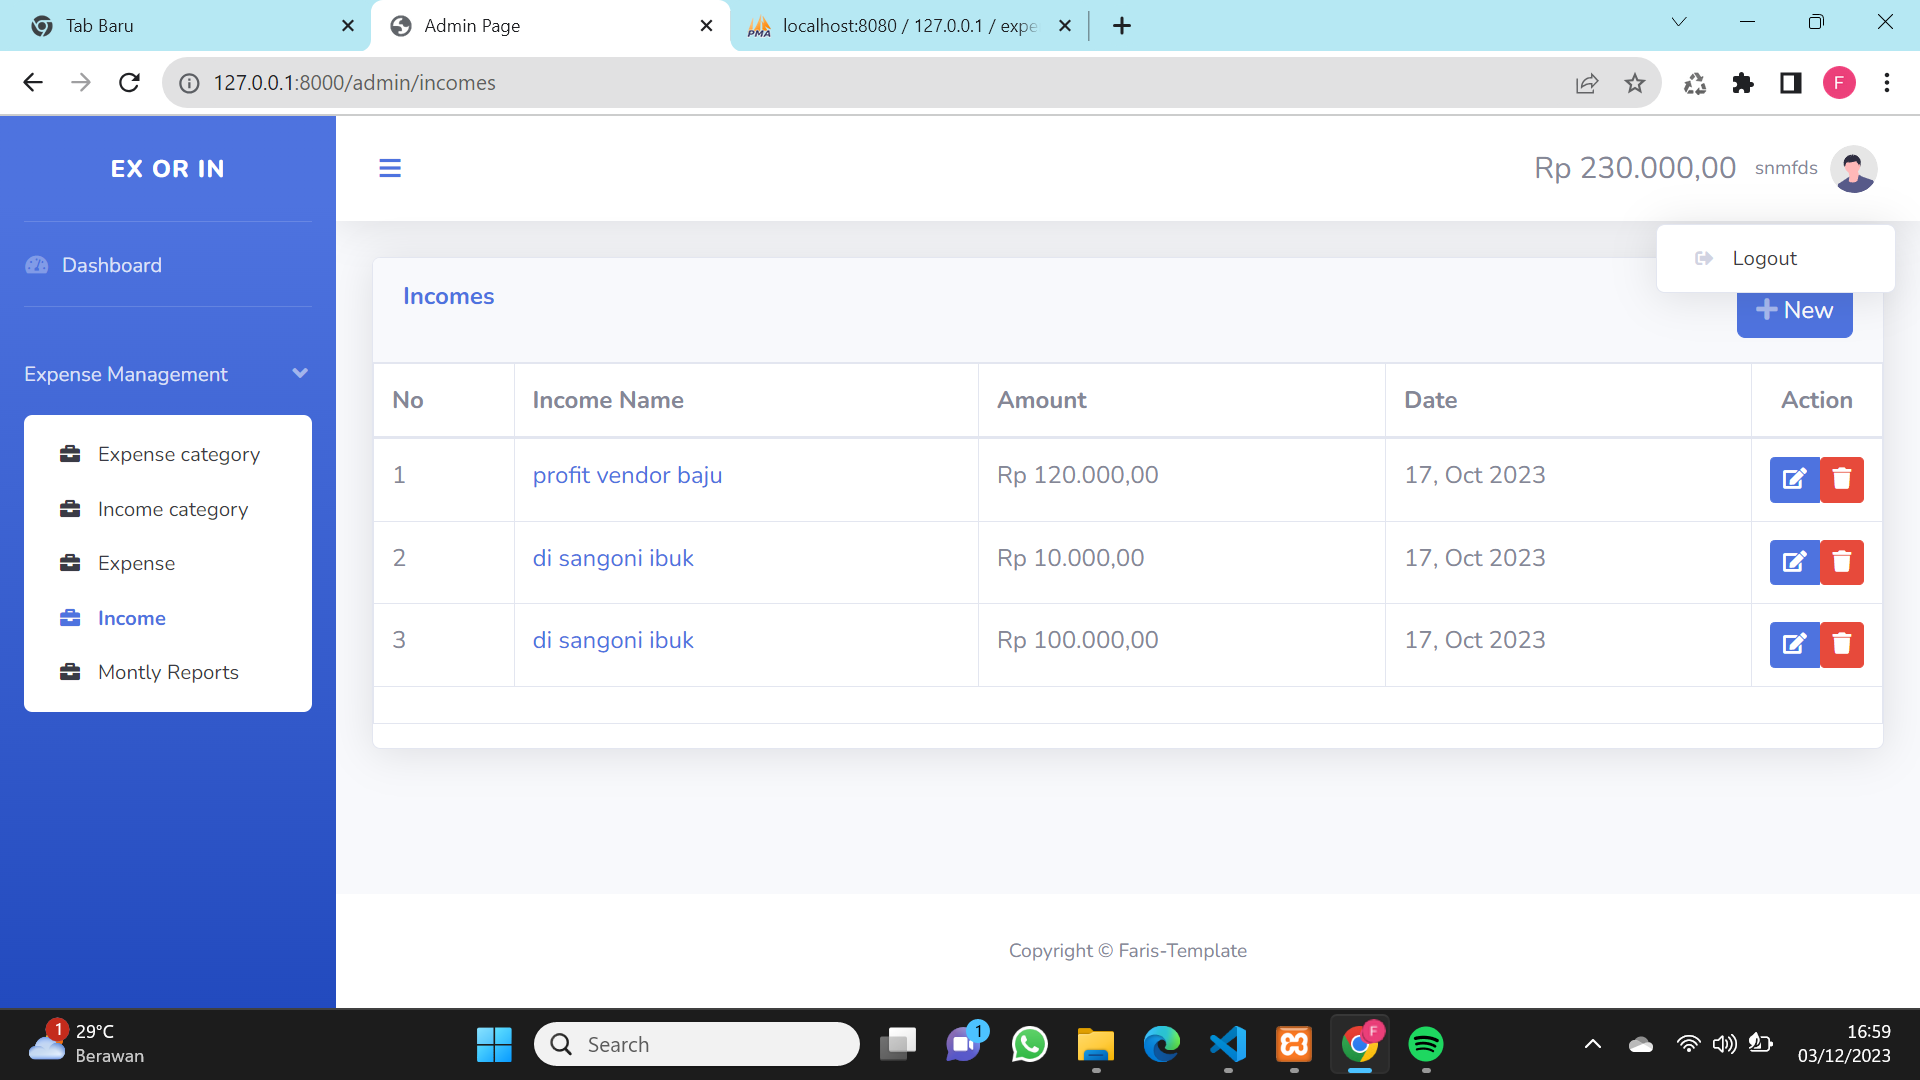 Tab Baru
Admin Page
localhost:8080 / 127.0.0.1 / expe
127.0.0.1:8000/admin/incomes
F
EX OR IN
Rp 230.000,00
snmfds
Logout
Dashboard
Expense Management
Expense category
Income category
Expense
Income
Montly Reports
Incomes
New
No Income Name Amount Date Action
1 profit vendor baju Rp 120.000,00 17, Oct 2023
2 di sangoni ibuk Rp 10.000,00 17, Oct 2023
3 di sangoni ibuk Rp 100.000,00 17, Oct 2023
Copyright © Faris-Template
1
29°C
Berawan
Search
1
F
16:59
03/12/2023
PMA